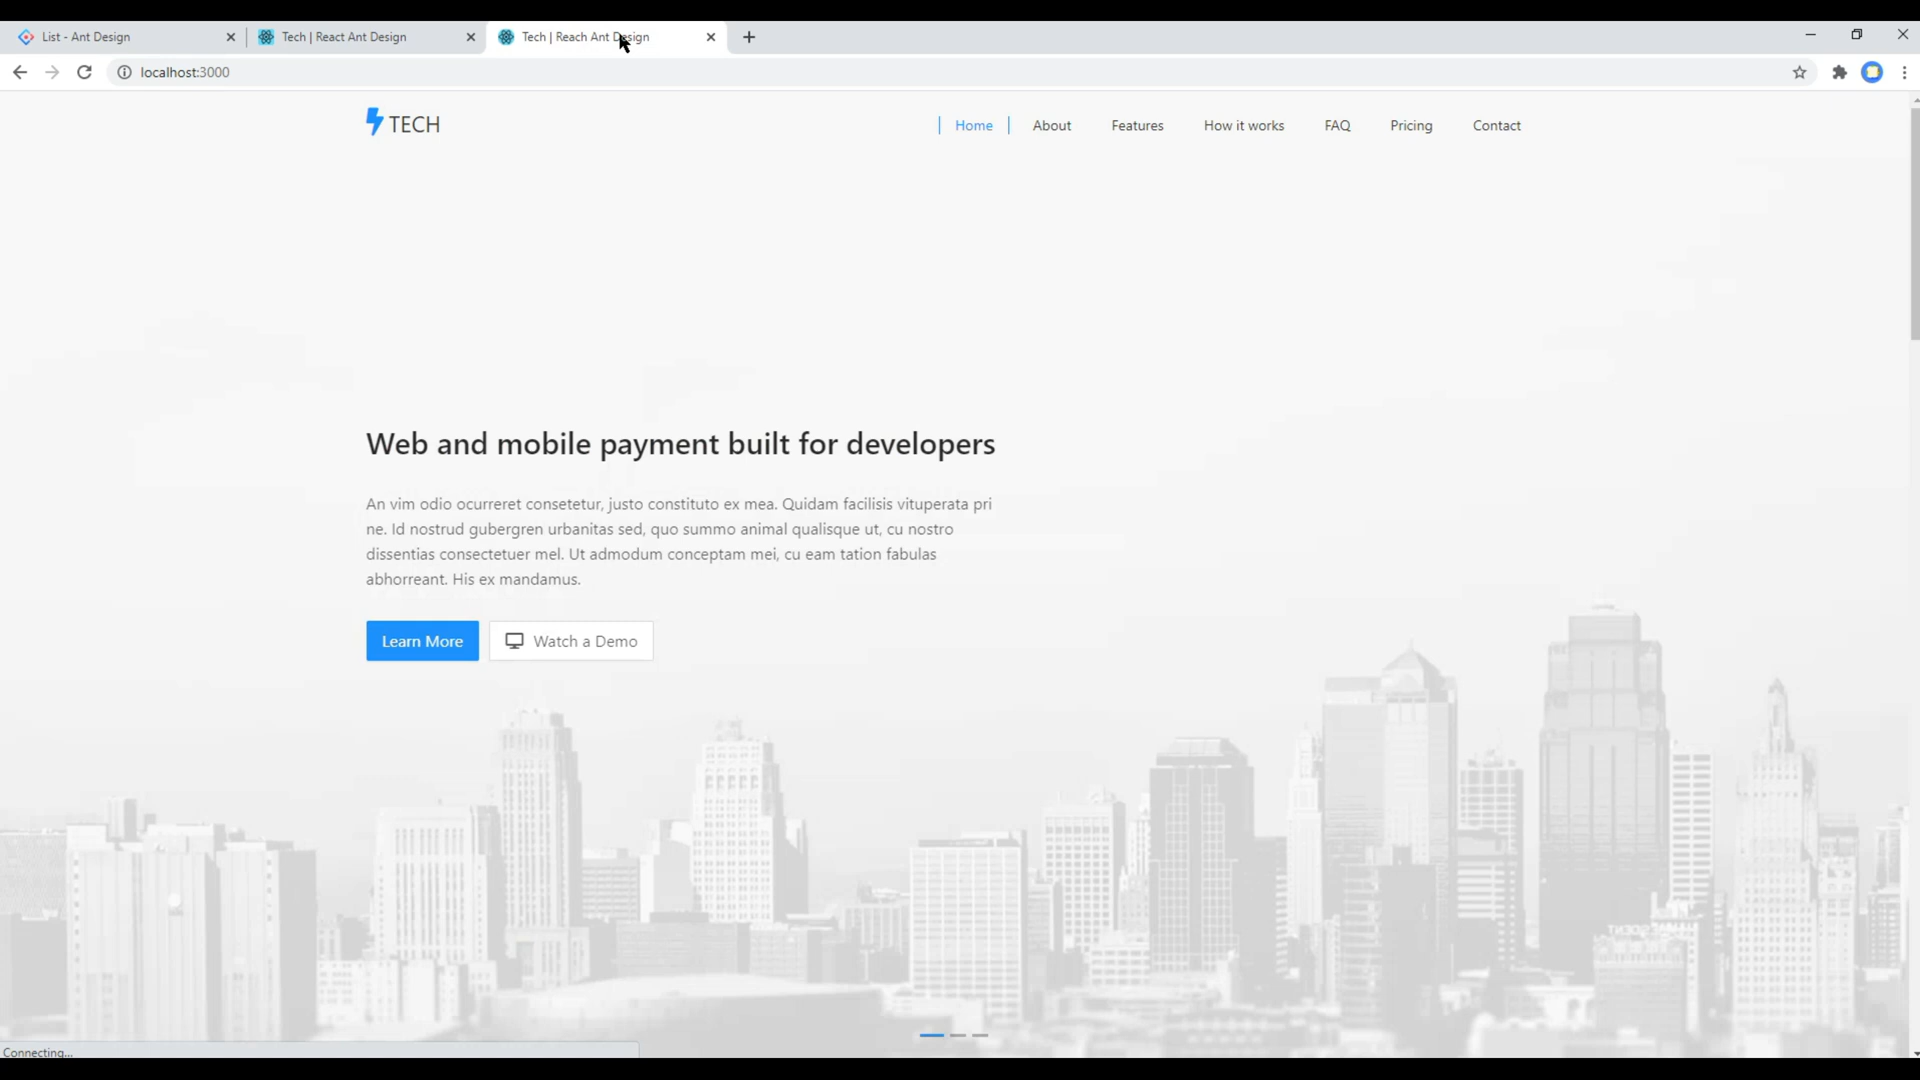 List - Ant Design
Tech | React Ant Design
Tech | Reach Ant Design
localhost:3000
TECH
Home
About
Features
How it works
FAQ
Pricing
Contact
Web and mobile payment built for developers
An vim odio ocurreret consetetur, justo constituto ex mea. Quidam facilisis vituperata pri
ne. Id nostrud gubergren urbanitas sed, quo summo animal qualisque ut, cu nostro
dissentias consectetuer mel. Ut admodum conceptam mei, cu eam tation fabulas
abhorreant. His ex mandamus.
Learn More
Watch a Demo
Connecting...